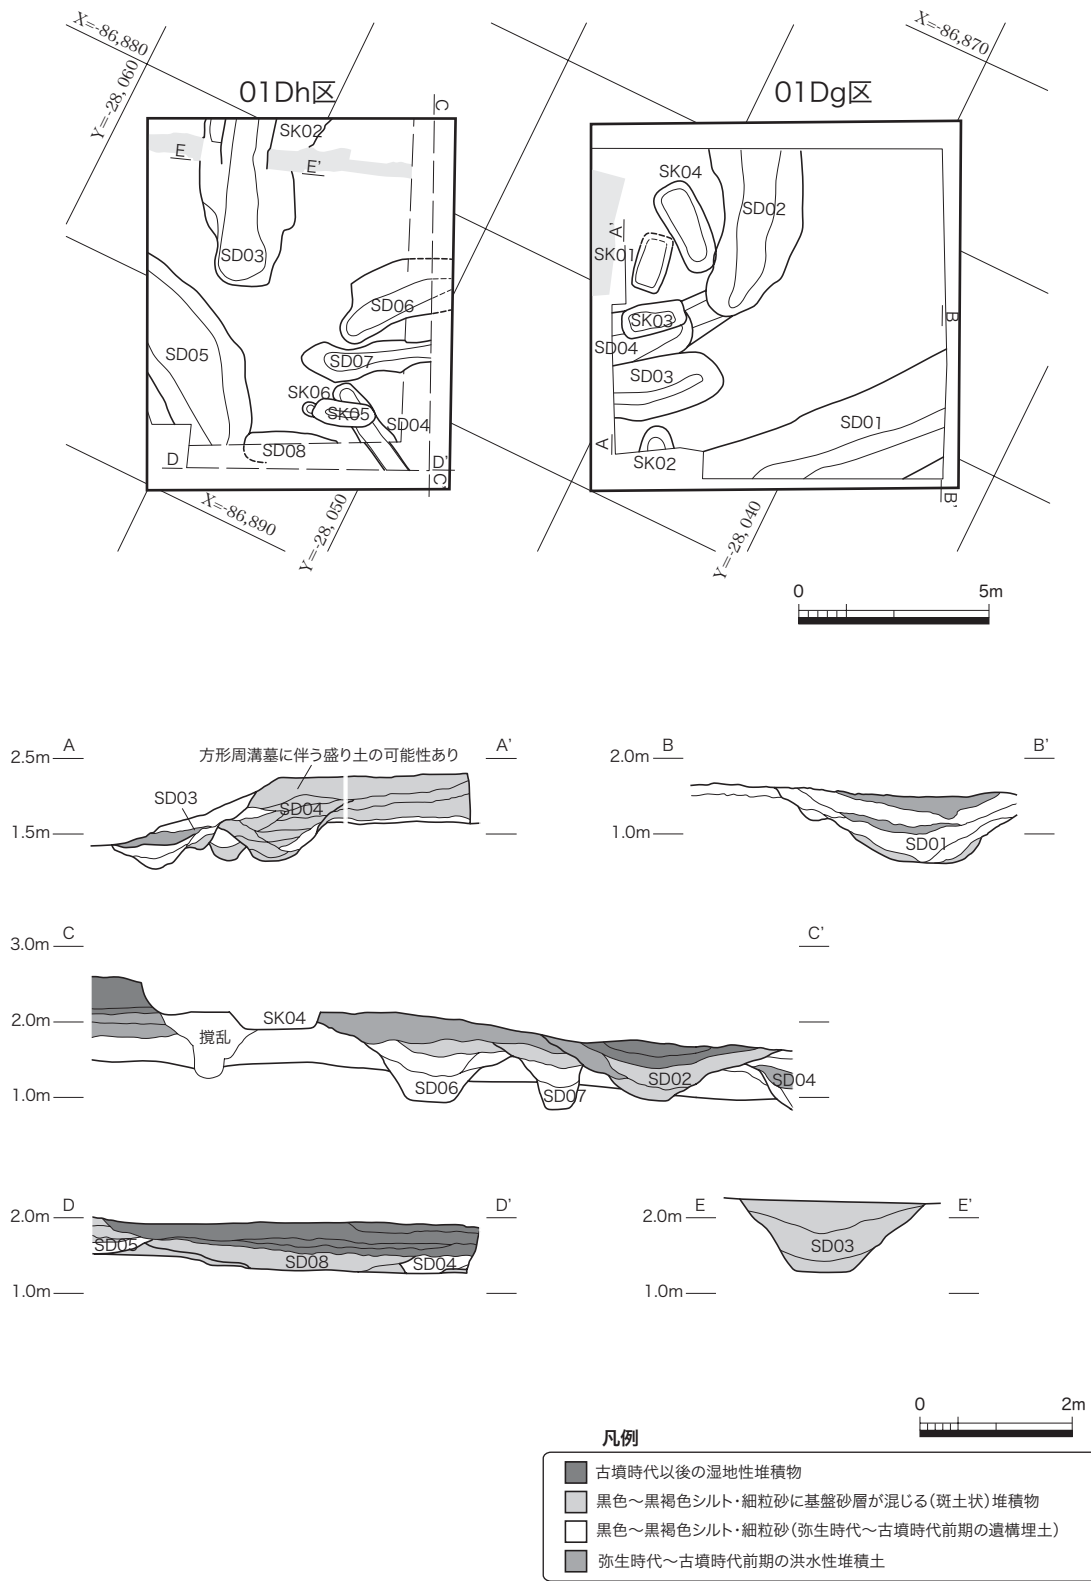 X=-86,880
Y=-28,060
X=-86,870
01Dh区
01Dg区
C
SK02
E
E'
SD03
SD06
SD05
SD07
SK06
SK05
SD04
SD08
D
D'
C'
SK04
SD02
A'
SK01
B
SK03
SD04
SD03
SD01
A
SK02
B'
X=-86,890
Y=-28,050
Y=-28,040
0 5m
A 方形周溝墓に伴う盛り土の可能性あり A'
2.5m
SD03
SD04
1.5m
B B'
2.0m
1.0m
SD01
C C'
3.0m
2.0m
SK04
撹乱
1.0m
SD06
SD07
SD02
SD04
D D'
2.0m
SD05
SD08
SD04
1.0m
E E'
2.0m
SD03
1.0m
0 2m
凡例
古墳時代以後の湿地性堆積物
黒色〜黒褐色シルト・細粒砂に基盤砂層が混じる(斑土状)堆積物
黒色〜黒褐色シルト・細粒砂(弥生時代〜古墳時代前期の遺構埋土)
弥生時代〜古墳時代前期の洪水性堆積土